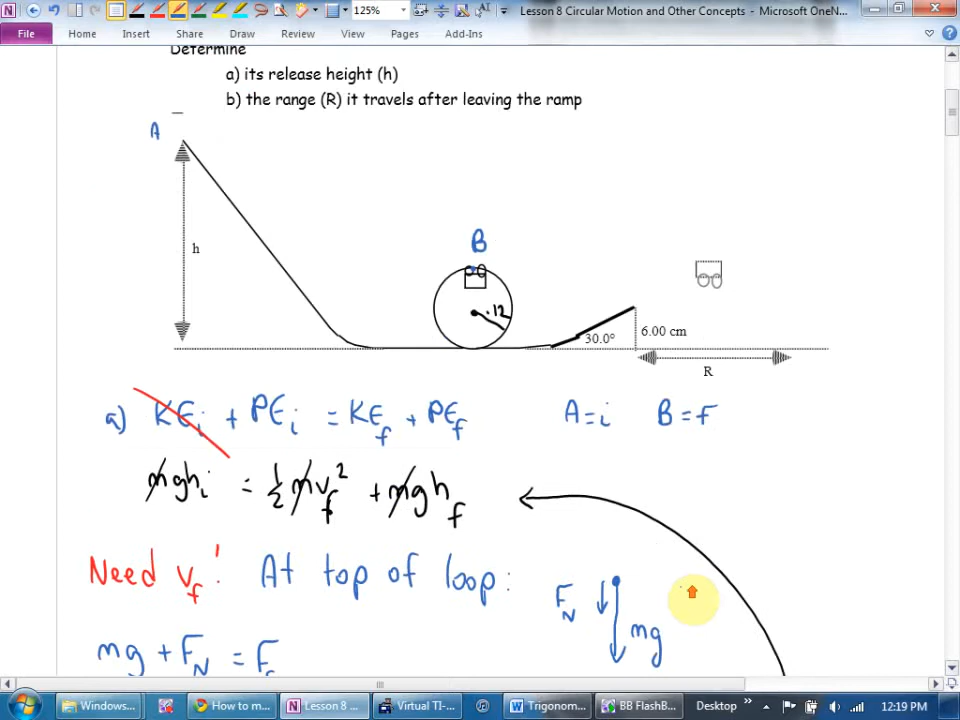 Lesson 8 Circular Motion and Other Concepts - Microsoft OneN...
125%
File Home Insert Share Draw Review View Pages Add-Ins
Determine
a) its release height (h)
b) the range (R) it travels after leaving the ramp
A
B
h
.12
30.0°
6.00 cm
R
a) KEi + PEi = KEf + PEf A = i B = F
mghi = 1/2 mvf² + mghf
Need vf! At top of loop:
FN
mg
mg + FN = Fc
Windows... How to m... Lesson 8 ... Virtual TI-... Trigonom... BB FlashB... Desktop 12:19 PM